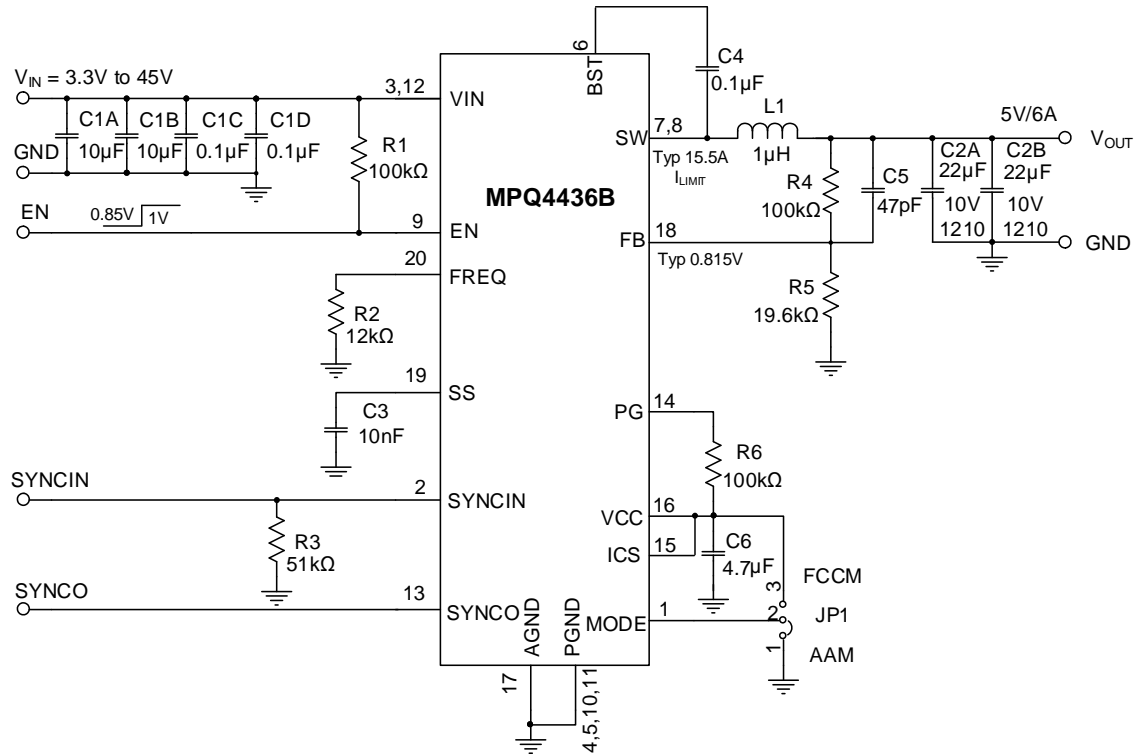 6
BST
C4
0.1µF
V_IN = 3.3V to 45V
3,12
VIN
C1A
10µF
C1B
10µF
C1C
0.1µF
C1D
0.1µF
R1
100kΩ
GND
EN
0.85V
1V
9
EN
MPQ4436B
SW
7,8
L1
1µH
Typ 15.5A
I_LIMIT
5V/6A
V_OUT
R4
100kΩ
C5
47pF
C2A
22µF
10V
1210
C2B
22µF
10V
1210
GND
FB
18
Typ 0.815V
R5
19.6kΩ
20
FREQ
R2
12kΩ
19
SS
C3
10nF
PG
14
R6
100kΩ
SYNCIN
2
SYNCIN
R3
51kΩ
VCC
16
ICS
15
C6
4.7µF
SYNCO
13
SYNCO
MODE
1
3
2
1
FCCM
JP1
AAM
AGND
PGND
17
4,5,10,11